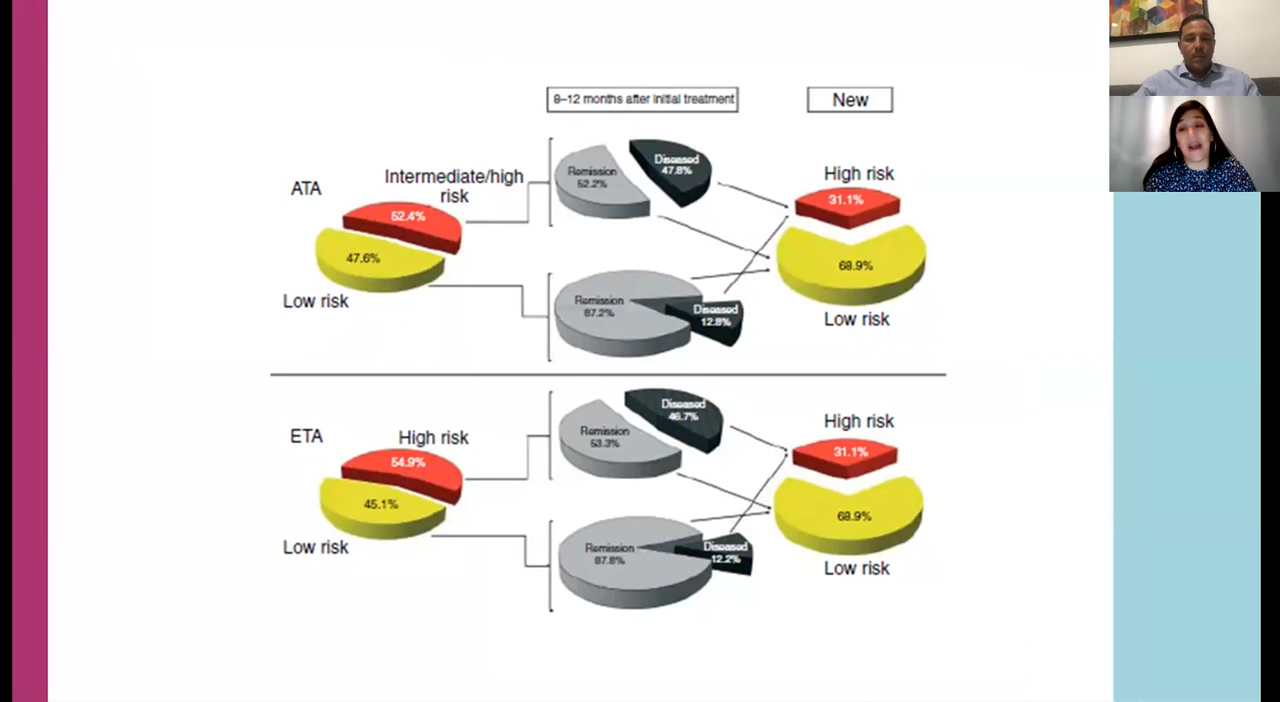 8–12 months after initial treatment
New
ATA
Intermediate/high
risk
52.4%
47.6%
Low risk
Remission
52.2%
Diseased
47.8%
Remission
87.2%
Diseased
12.8%
High risk
31.1%
68.9%
Low risk
ETA
High risk
54.9%
45.1%
Low risk
Remission
53.3%
Diseased
46.7%
Remission
87.8%
Diseased
12.2%
High risk
31.1%
68.9%
Low risk